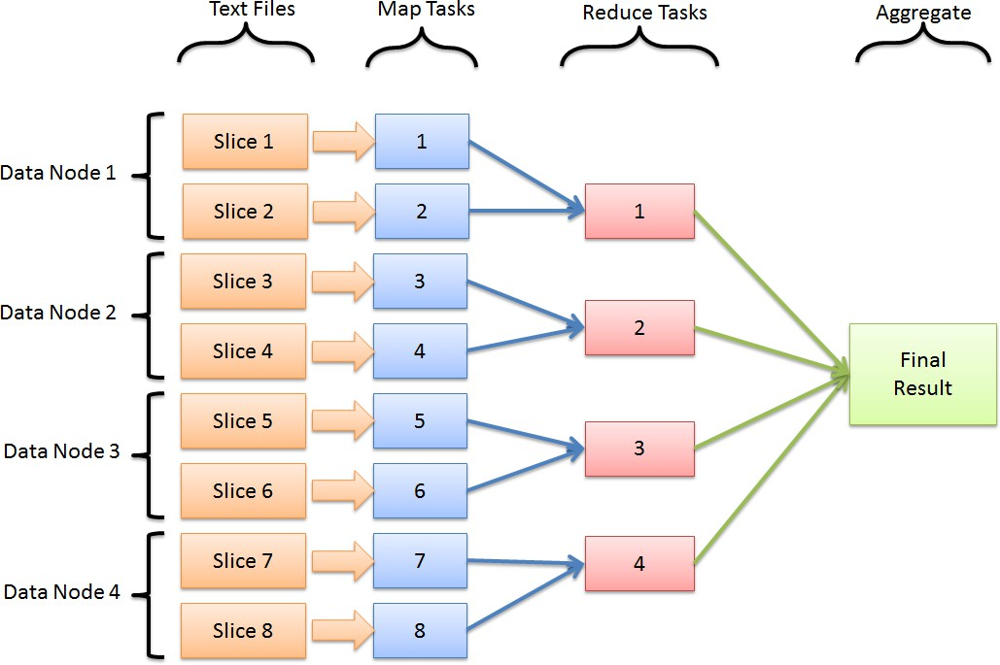 Text Files
Map Tasks
Reduce Tasks
Aggregate
Data Node 1
Slice 1
1
Slice 2
2
1
Data Node 2
Slice 3
3
Slice 4
4
2
Data Node 3
Slice 5
5
Slice 6
6
3
Data Node 4
Slice 7
7
Slice 8
8
4
Final
Result